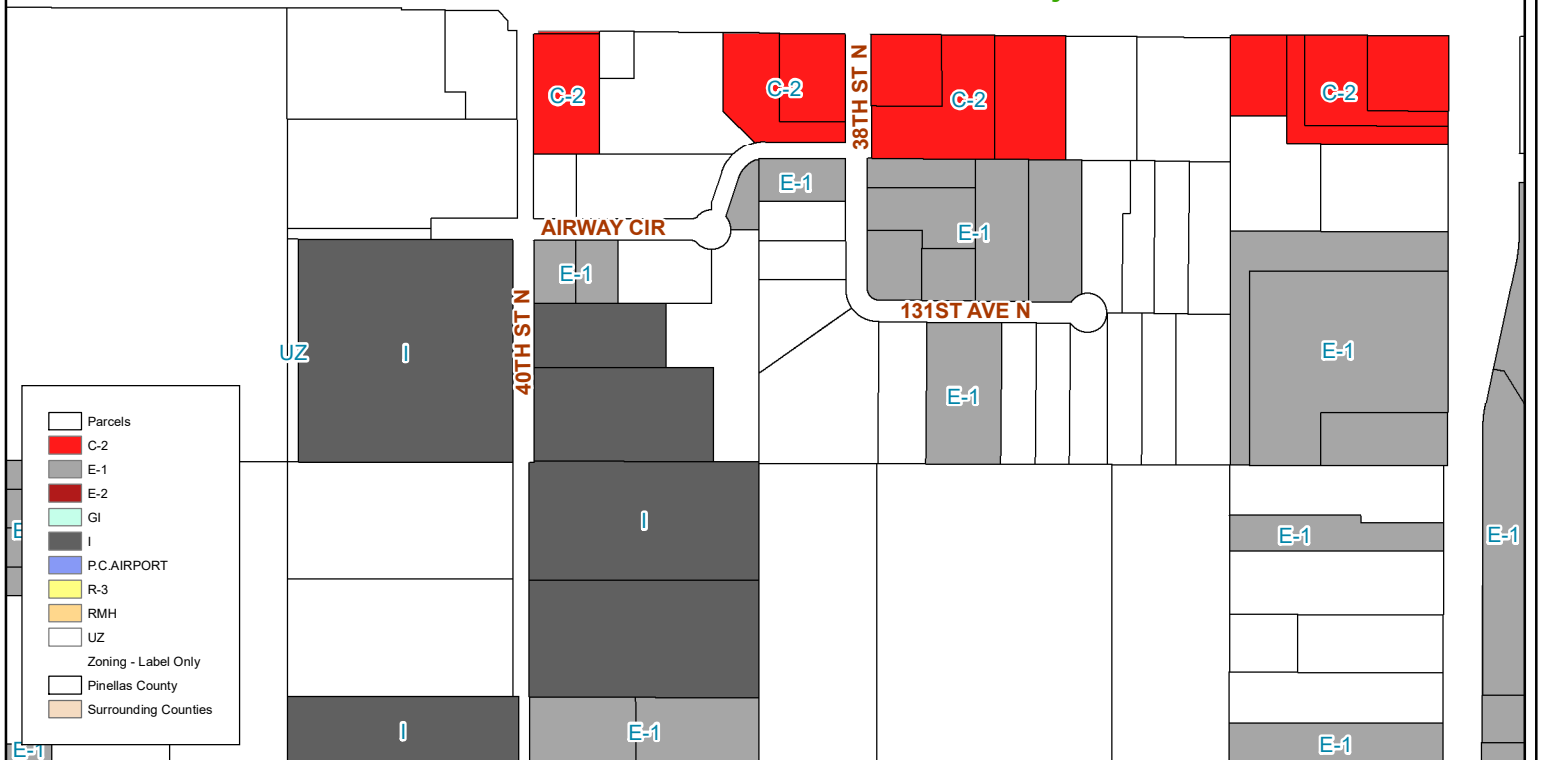 C-2
C-2
38TH ST N
C-2
C-2
E-1
AIRWAY CIR
E-1
E-1
40TH ST N
131ST AVE N
UZ
I
E-1
E-1
Parcels
C-2
E-1
E-2
GI
I
P.C.AIRPORT
R-3
RMH
UZ
Zoning - Label Only
Pinellas County
Surrounding Counties
I
E-1
E-1
I
E-1
E-1
E-1